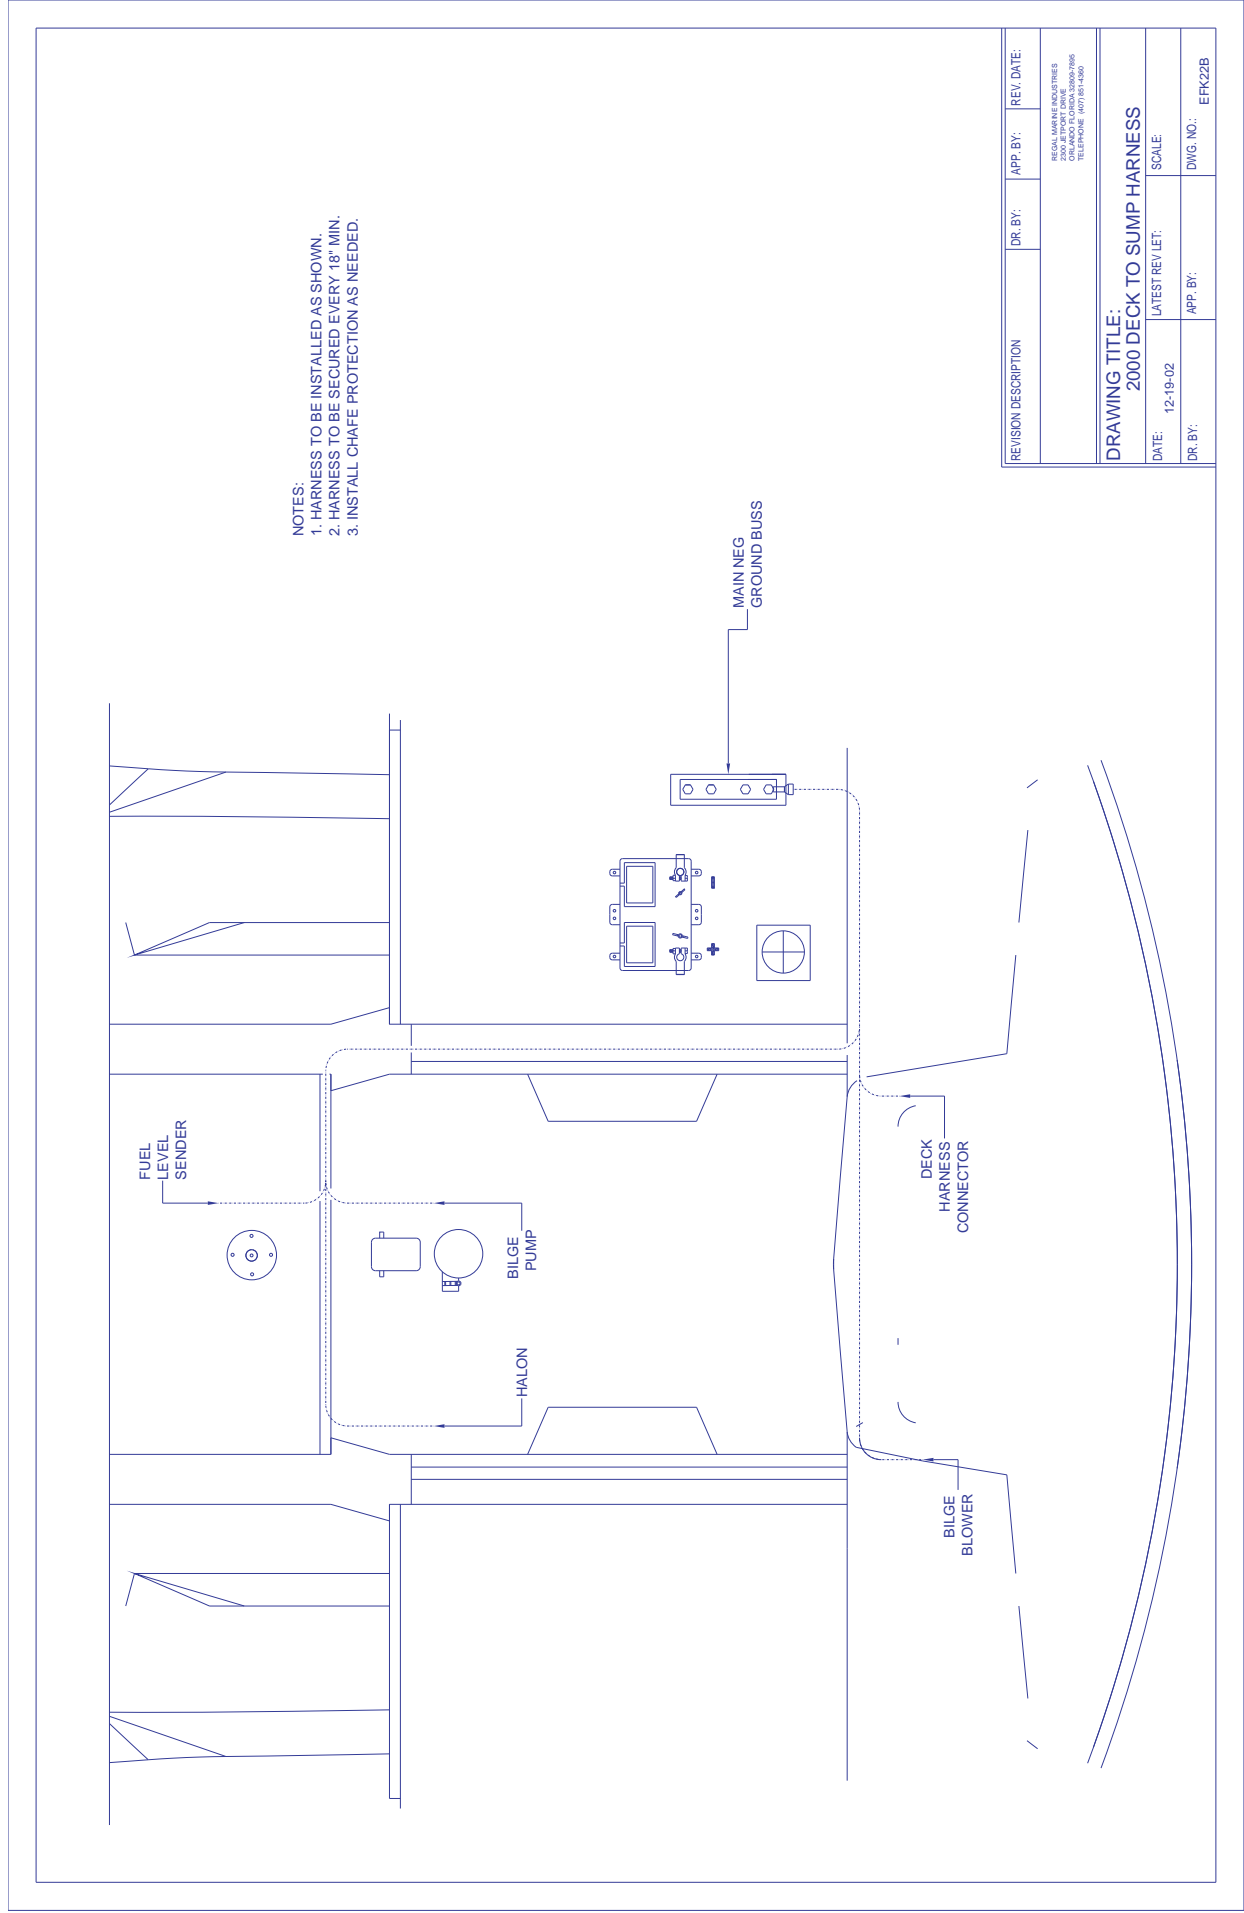 NOTES:
1. HARNESS TO BE INSTALLED AS SHOWN.
2. HARNESS TO BE SECURED EVERY 18" MIN.
3. INSTALL CHAFE PROTECTION AS NEEDED.
FUEL
LEVEL
SENDER
HALON
BILGE
PUMP
MAIN NEG
GROUND BUSS
+
-
DECK
HARNESS
CONNECTOR
BILGE
BLOWER
REVISION DESCRIPTION
DR. BY:
APP. BY:
REV. DATE:
REGAL MARINE INDUSTRIES
2300 JETPORT DRIVE
ORLANDO FLORIDA 32809-7895
TELEPHONE (407) 851-4360
DRAWING TITLE:
2000 DECK TO SUMP HARNESS
DATE:
12-19-02
LATEST REV LET:
SCALE:
DR. BY:
APP. BY:
DWG. NO.:
EFK22B